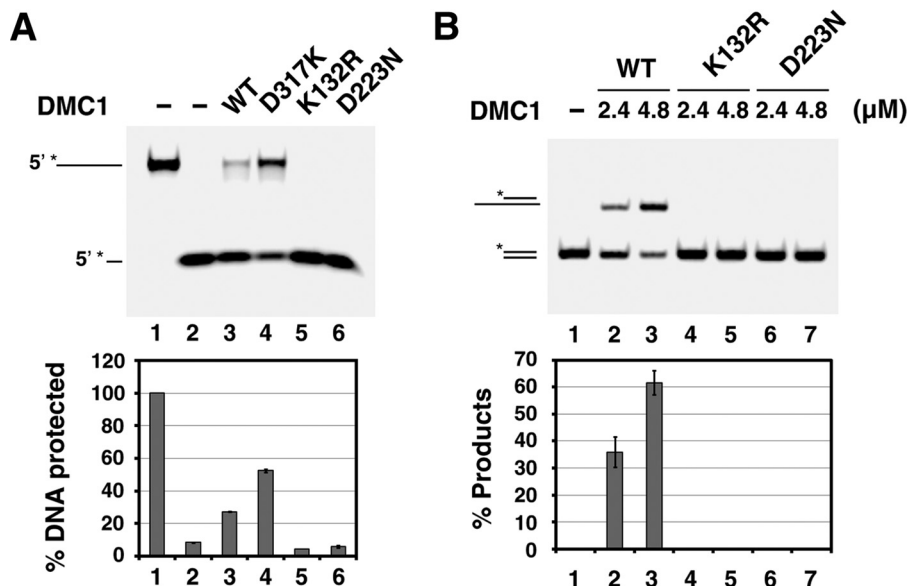 A
DMC1 – – WT D317K K132R D223N
5' *
5' *
1 2 3 4 5 6
% DNA protected
120
100
80
60
40
20
0
1 2 3 4 5 6
B
WT K132R D223N
DMC1 – 2.4 4.8 2.4 4.8 2.4 4.8 (µM)
*
*
1 2 3 4 5 6 7
% Products
70
60
50
40
30
20
10
0
1 2 3 4 5 6 7